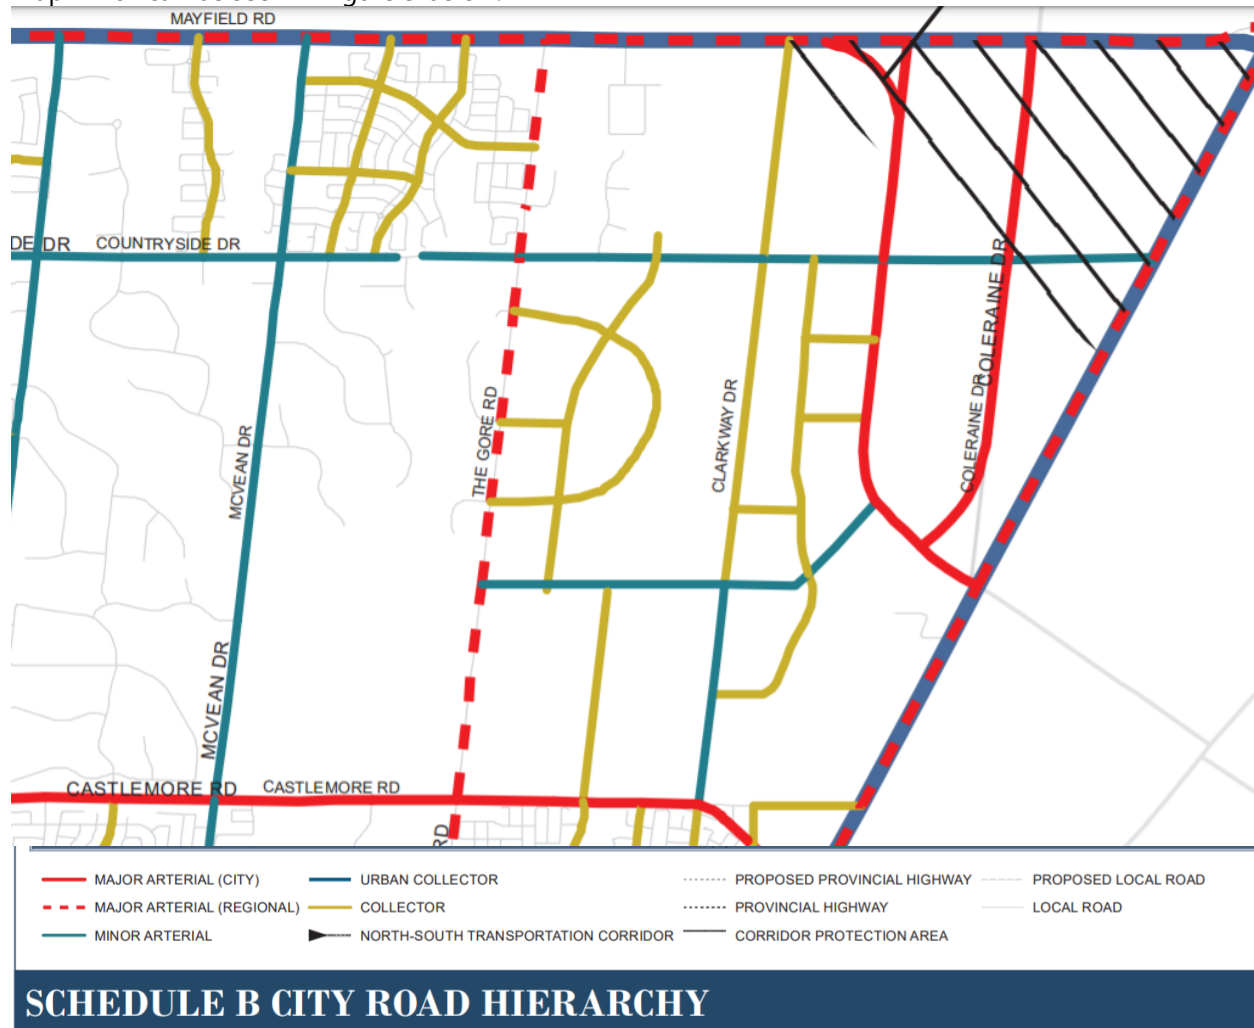 MAYFIELD RD
DE DR
COUNTRYSIDE DR
COLERAINE DR
COLERAINE DR
CLARKWAY DR
THE GORE RD
MCVEAN DR
MCVEAN DR
CASTLEMORE RD
CASTLEMORE RD
RD
MAJOR ARTERIAL (CITY)
URBAN COLLECTOR
PROPOSED PROVINCIAL HIGHWAY
PROPOSED LOCAL ROAD
MAJOR ARTERIAL (REGIONAL)
COLLECTOR
PROVINCIAL HIGHWAY
LOCAL ROAD
MINOR ARTERIAL
NORTH-SOUTH TRANSPORTATION CORRIDOR
CORRIDOR PROTECTION AREA
SCHEDULE B CITY ROAD HIERARCHY